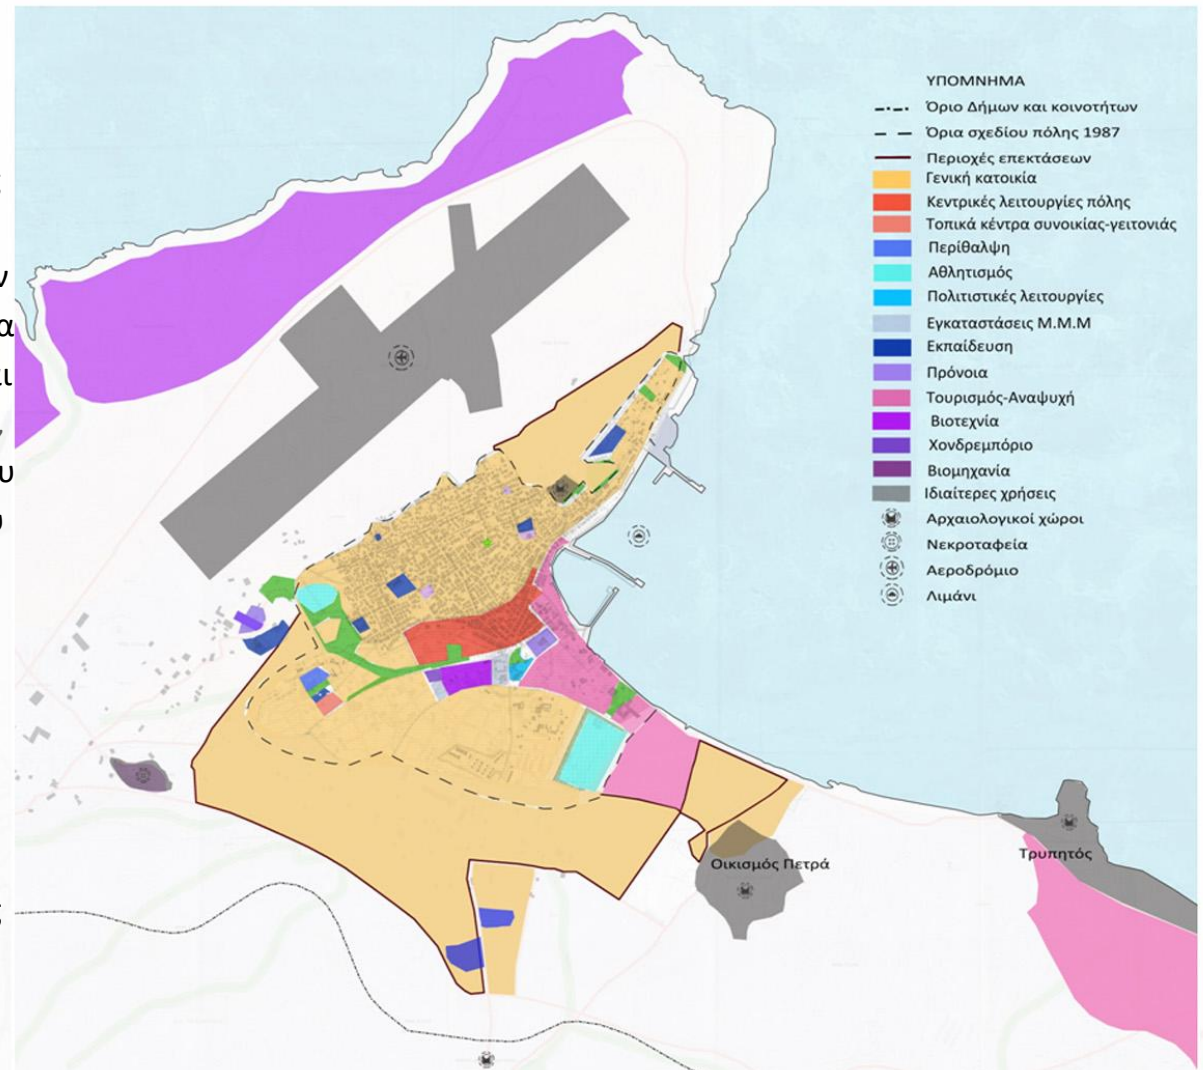 ΥΠΟΜΝΗΜΑ
Όριο Δήμων και κοινοτήτων
Όρια σχεδίου πόλης 1987
Περιοχές επεκτάσεων
Γενική κατοικία
Κεντρικές λειτουργίες πόλης
Τοπικά κέντρα συνοικίας-γειτονιάς
Περίθαλψη
Αθλητισμός
Πολιτιστικές λειτουργίες
Εγκαταστάσεις Μ.Μ.Μ
Εκπαίδευση
Πρόνοια
Τουρισμός-Αναψυχή
Βιοτεχνία
Χονδρεμπόριο
Βιομηχανία
Ιδιαίτερες χρήσεις
Αρχαιολογικοί χώροι
Νεκροταφεία
Αεροδρόμιο
Λιμάνι
Οικισμός Πετρά
Τρυπητός